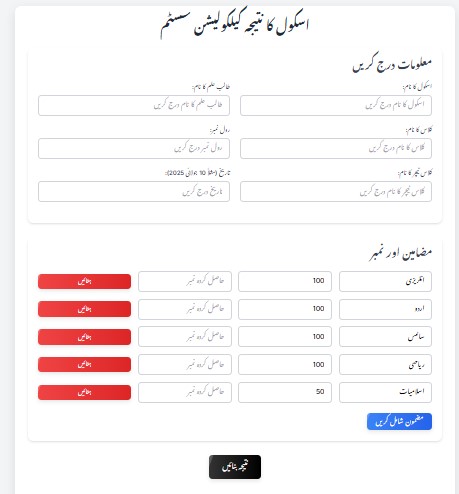 اسکول کا نتیجہ کیلکولیشن سسٹم
معلومات درج کریں
اسکول کا نام: طالب علم کا نام:
اسکول کا نام درج کریں طالب علم کا نام درج کریں
کلاس کا نام: رول نمبر:
کلاس کا نام درج کریں رول نمبر درج کریں
کلاس ٹیچر کا نام: تاریخ (مثلاً 10 جولائی 2025):
کلاس ٹیچر کا نام درج کریں تاریخ درج کریں
مضامین اور نمبر
انگریزی 100 حاصل کردہ نمبر ہٹائیں
اردو 100 حاصل کردہ نمبر ہٹائیں
سائنس 100 حاصل کردہ نمبر ہٹائیں
ریاضی 100 حاصل کردہ نمبر ہٹائیں
اسلامیات 50 حاصل کردہ نمبر ہٹائیں
مضمون شامل کریں
نتیجہ بنائیں